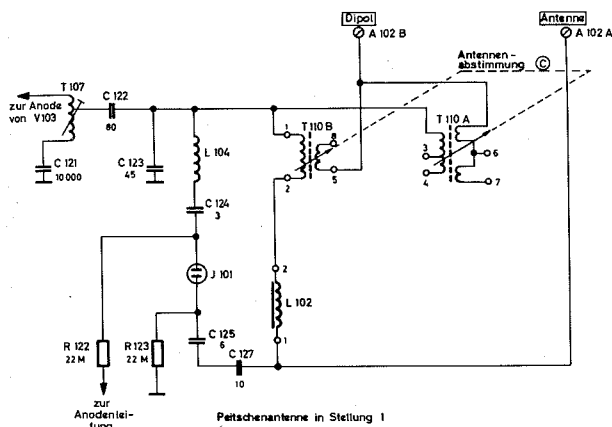 Dipol
Antenne
A 102 B
A 102 A
Antennen-
abstimmung C
T 107
C 122
80
zur Anode
von V103
T 110 B
T 110 A
1
8
2
5
3
4
6
7
C 121
10 000
C 123
45
L 104
C 124
3
J 101
2
L 102
1
R 122
22 M
R 123
22 M
C 125
6
C 127
10
zur
Anodenlei-
tung
Peitschenantenne in Stellung 1